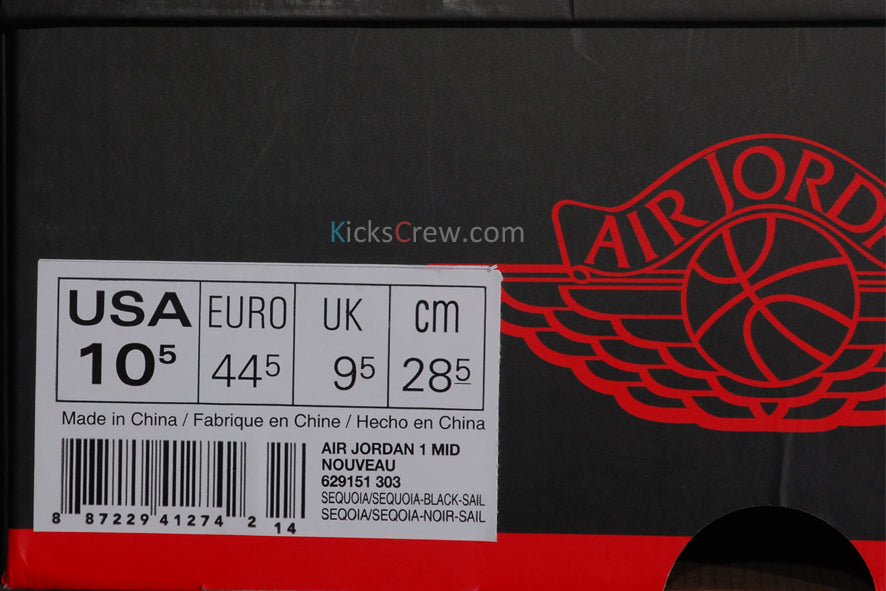 AIR JORDAN
KicksCrew.com
USA EURO UK cm
10⁵ 44⁵ 9⁵ 28⁵
Made in China / Fabrique en Chine / Hecho en China
AIR JORDAN 1 MID
NOUVEAU
629151 303
SEQUOIA/SEQUOIA-BLACK-SAIL
SEQOIA/SEQOIA-NOIR-SAIL
8 87229 41274 2 14